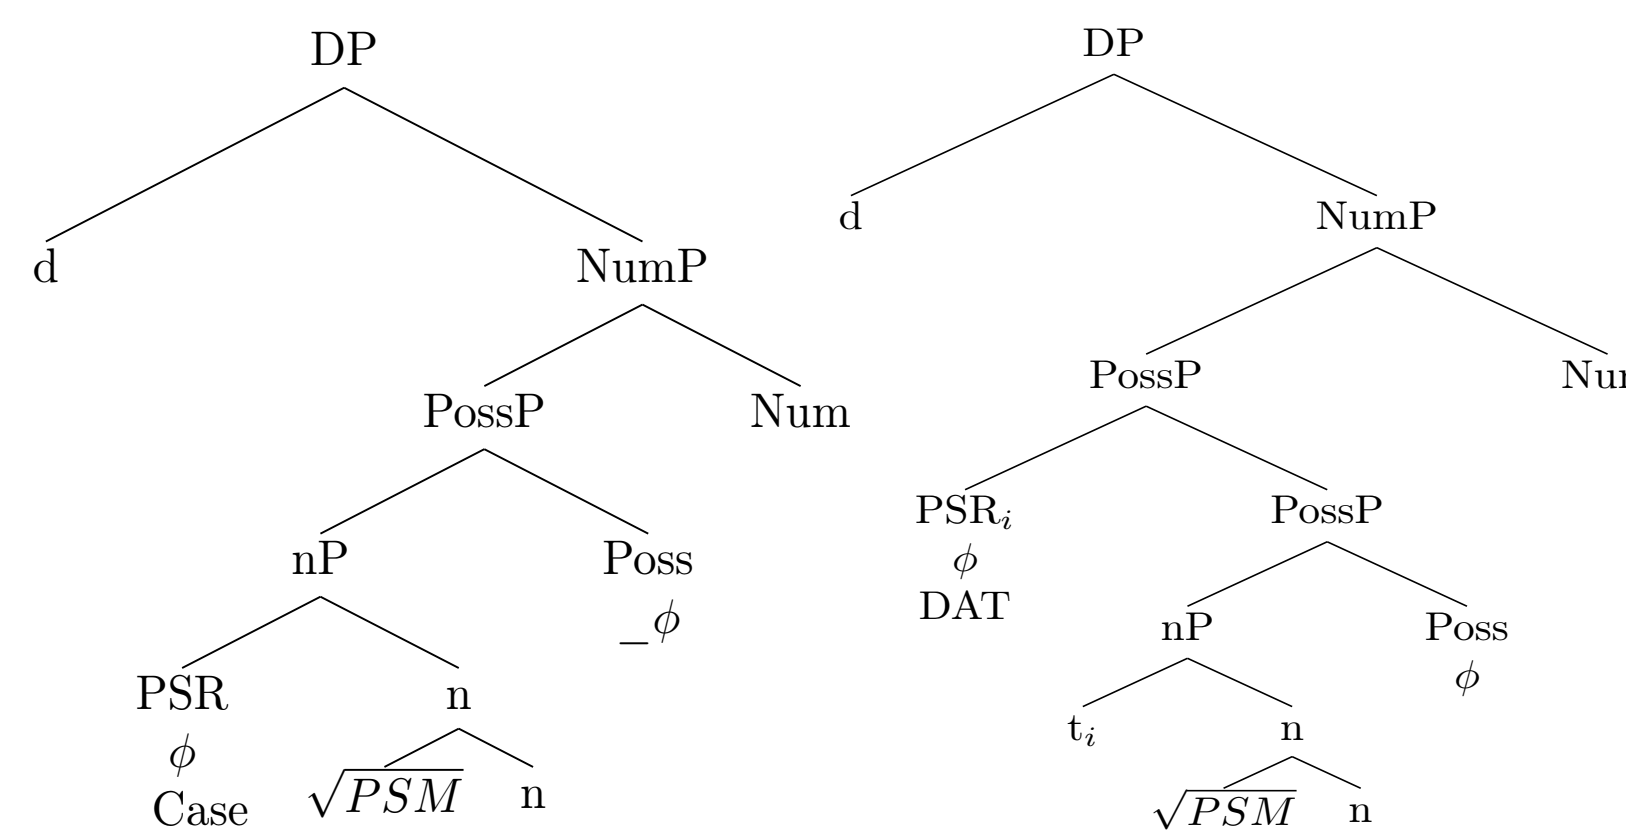 DP
d
NumP
PossP
Num
nP
Poss
_ϕ
PSR
n
ϕ
Case
√PSM
n
DP
d
NumP
PossP
PSRᵢ
PossP
ϕ
DAT
nP
Poss
ϕ
tᵢ
n
√PSM
n